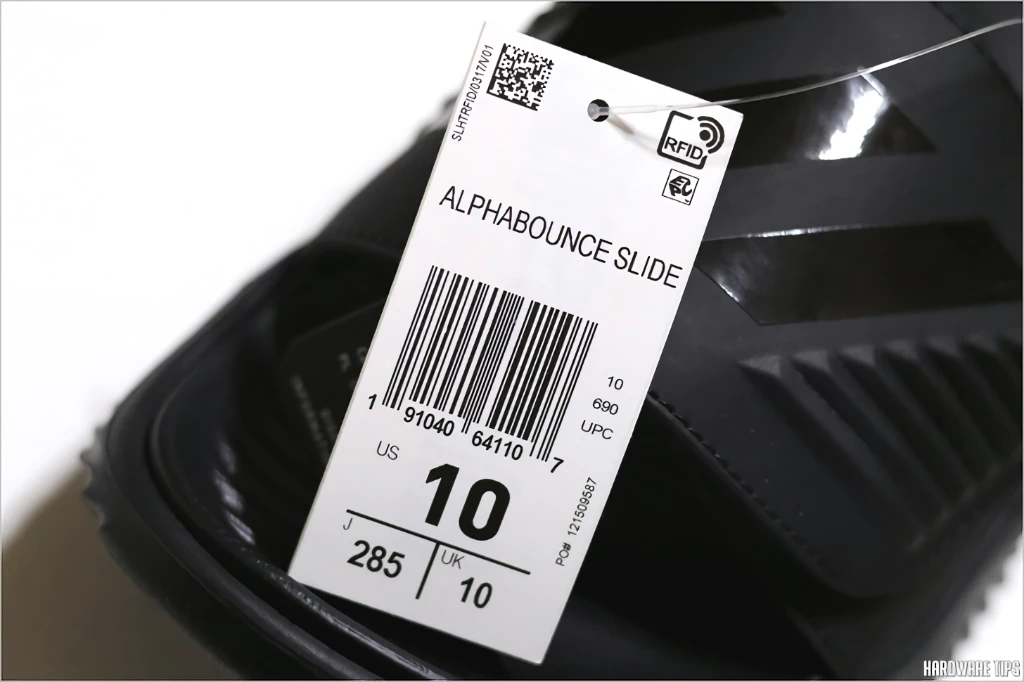 SLHTRFID/0317/V01
RFID
EPC
ALPHABOUNCE SLIDE
1 91040 64110 7
10
690
UPC
US
10
J
285
UK
10
PO# 121509587
HARDWARE TIPS